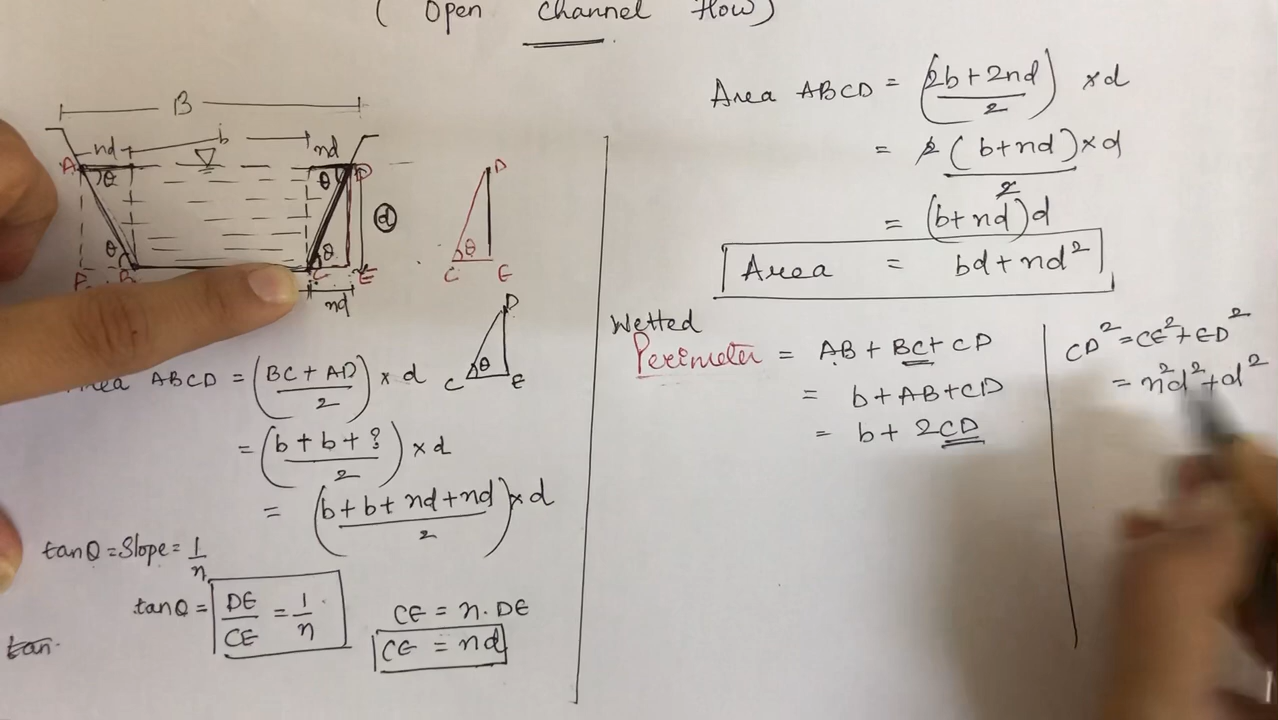 ( Open Channel flow)
B
nd b nd
A θ θ D
d
θ θ
B C E
nd
D
θ
C E
D
θ
C E
Area ABCD = (BC + AD / 2) × d
= (b + b + ? / 2) × d
= (b + b + nd + nd / 2) × d
tanθ = Slope = 1/n
tanθ = DE/CE = 1/n
tan
CE = n. DE
CE = nd
Area ABCD = (2b + 2nd / 2) × d
= 2(b + nd) / 2 × d
= (b + nd) d
Area = bd + nd²
Wetted
Perimeter = AB + BC + CD
= b + AB + CD
= b + 2CD
CD² = CE² + ED²
= n²d² + d²